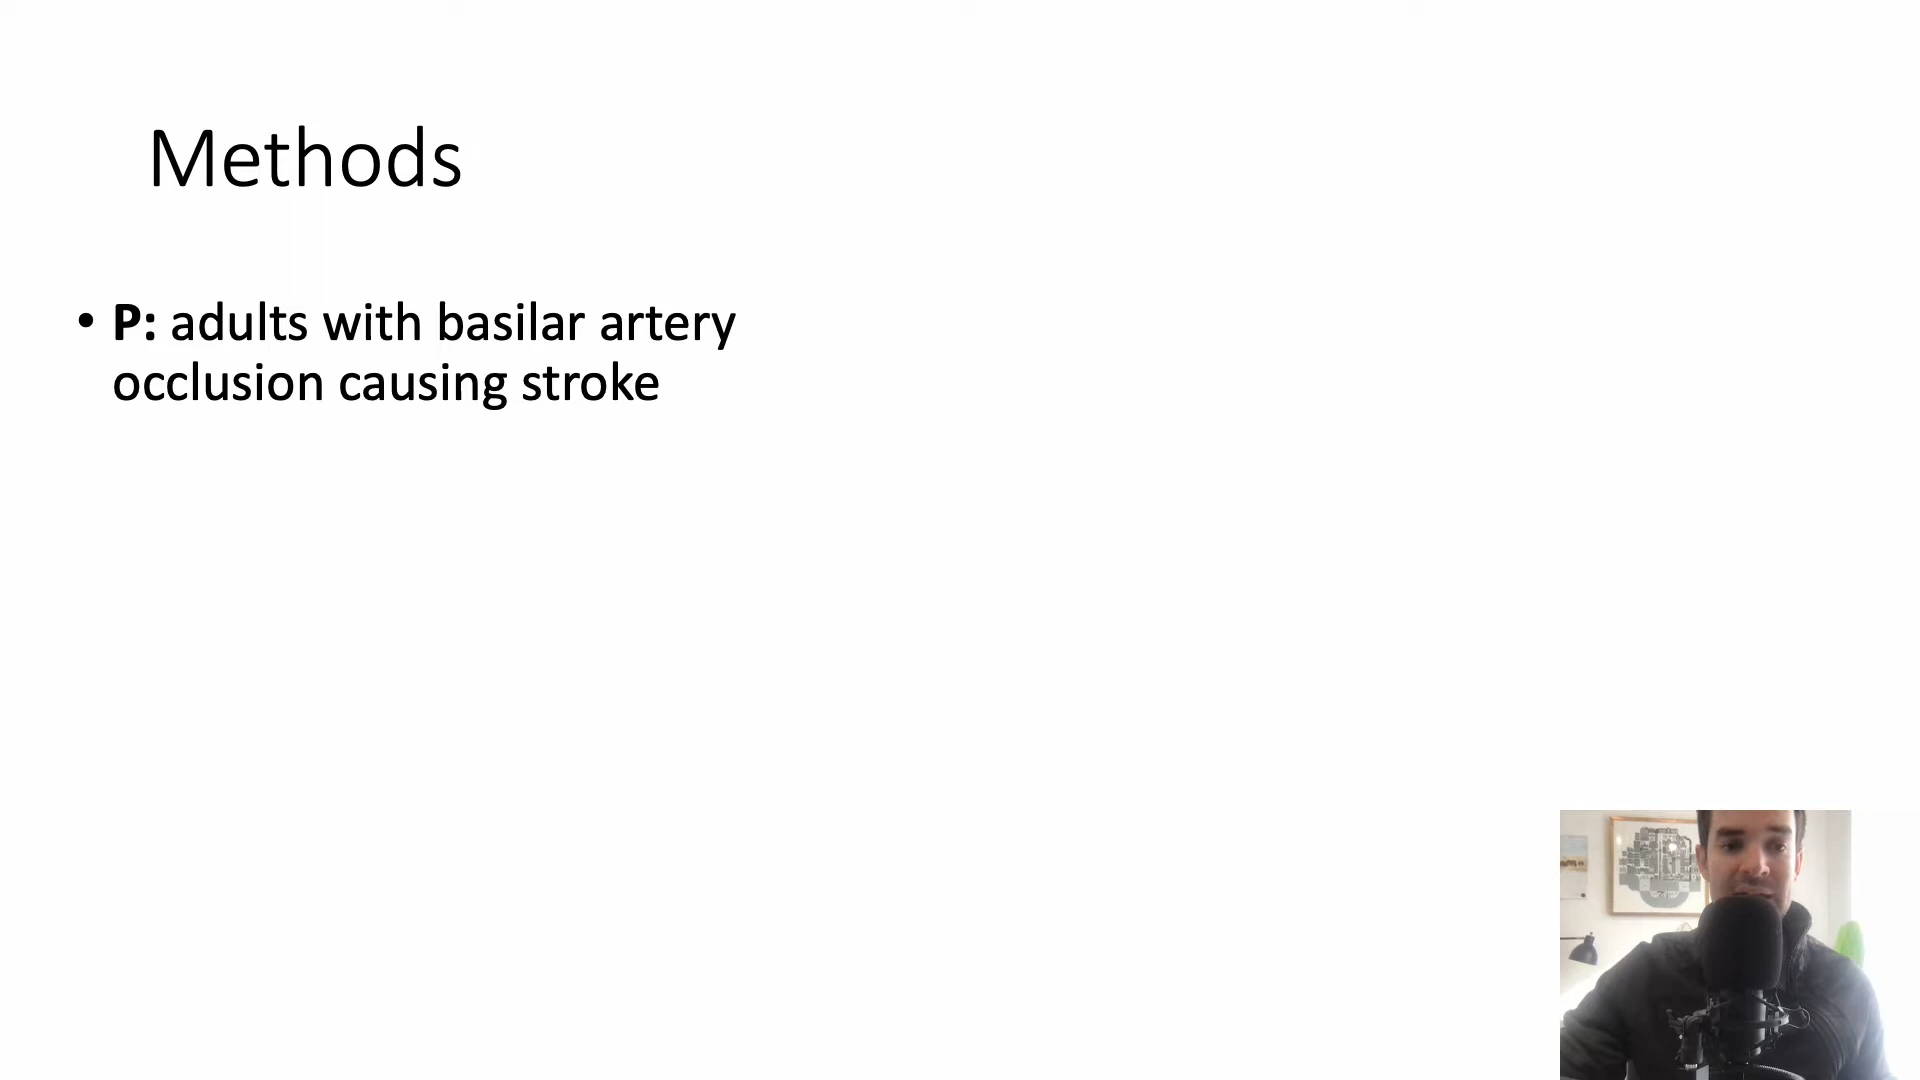 Methods
• P: adults with basilar artery
occlusion causing stroke